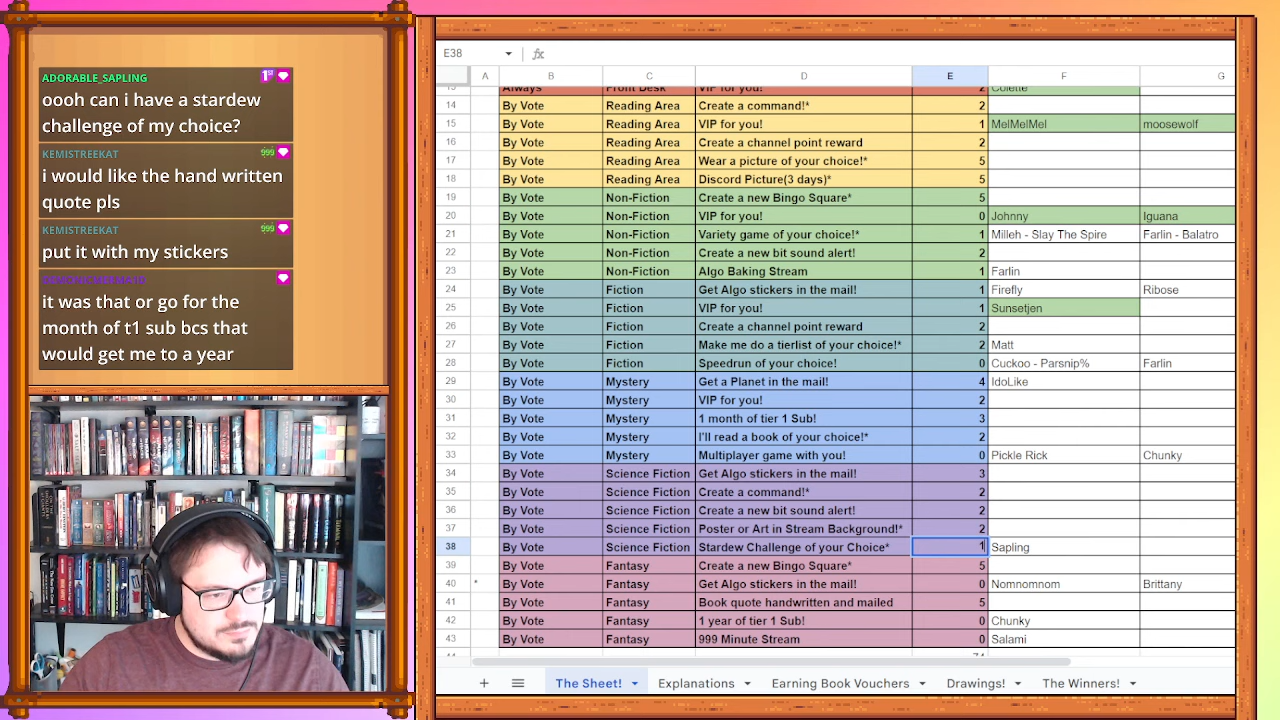 ADORABLE_SAPLING
oooh can i have a stardew
challenge of my choice?
KEMISTREEKAT
i would like the hand written
quote pls
KEMISTREEKAT
put it with my stickers
it was that or go for the
month of t1 sub bcs that
would get me to a year
E38 fx
A B C D E F G
13 Always Front Desk VIP for you! 2 Colette
14 By Vote Reading Area Create a command!* 2
15 By Vote Reading Area VIP for you! 1 MelMelMel moosewolf
16 By Vote Reading Area Create a channel point reward 2
17 By Vote Reading Area Wear a picture of your choice!* 5
18 By Vote Reading Area Discord Picture(3 days)* 5
19 By Vote Non-Fiction Create a new Bingo Square* 5
20 By Vote Non-Fiction VIP for you! 0 Johnny Iguana
21 By Vote Non-Fiction Variety game of your choice!* 1 Milleh - Slay The Spire Farlin - Balatro
22 By Vote Non-Fiction Create a new bit sound alert! 2
23 By Vote Non-Fiction Algo Baking Stream 1 Farlin
24 By Vote Fiction Get Algo stickers in the mail! 1 Firefly Ribose
25 By Vote Fiction VIP for you! 1 Sunsetjen
26 By Vote Fiction Create a channel point reward 2
27 By Vote Fiction Make me do a tierlist of your choice!* 2 Matt
28 By Vote Fiction Speedrun of your choice! 0 Cuckoo - Parsnip% Farlin
29 By Vote Mystery Get a Planet in the mail! 4 IdoLike
30 By Vote Mystery VIP for you! 2
31 By Vote Mystery 1 month of tier 1 Sub! 3
32 By Vote Mystery I'll read a book of your choice!* 2
33 By Vote Mystery Multiplayer game with you! 0 Pickle Rick Chunky
34 By Vote Science Fiction Get Algo stickers in the mail! 3
35 By Vote Science Fiction Create a command!* 2
36 By Vote Science Fiction Create a new bit sound alert! 2
37 By Vote Science Fiction Poster or Art in Stream Background!* 2
38 By Vote Science Fiction Stardew Challenge of your Choice* 1 Sapling
39 By Vote Fantasy Create a new Bingo Square* 5
40 * By Vote Fantasy Get Algo stickers in the mail! 0 Nomnomnom Brittany
41 By Vote Fantasy Book quote handwritten and mailed 5
42 By Vote Fantasy 1 year of tier 1 Sub! 0 Chunky
43 By Vote Fantasy 999 Minute Stream 0 Salami
44 74
+ The Sheet! Explanations Earning Book Vouchers Drawings! The Winners!